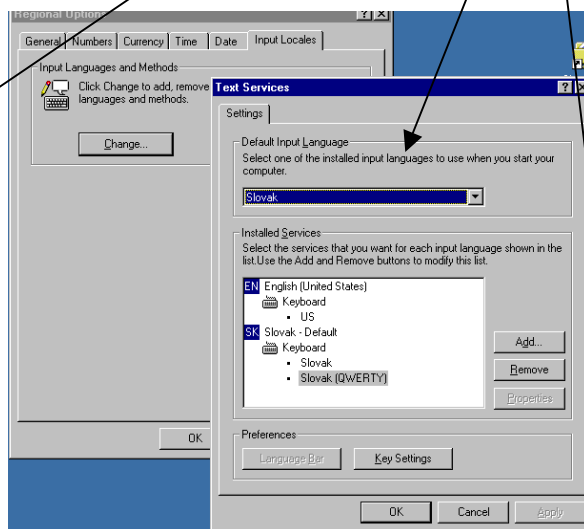 Regional Options
General Numbers Currency Time Date Input Locales
Input Languages and Methods
Click Change to add, remove
languages and methods.
Change...
OK
Text Services
Settings
Default Input Language
Select one of the installed input languages to use when you start your
computer.
Slovak
Installed Services
Select the services that you want for each input language shown in the
list.Use the Add and Remove buttons to modify this list.
EN English (United States)
Keyboard
US
SK Slovak - Default
Keyboard
Slovak
Slovak (QWERTY)
Add...
Remove
Properties
Preferences
Language Bar
Key Settings
OK
Cancel
Apply